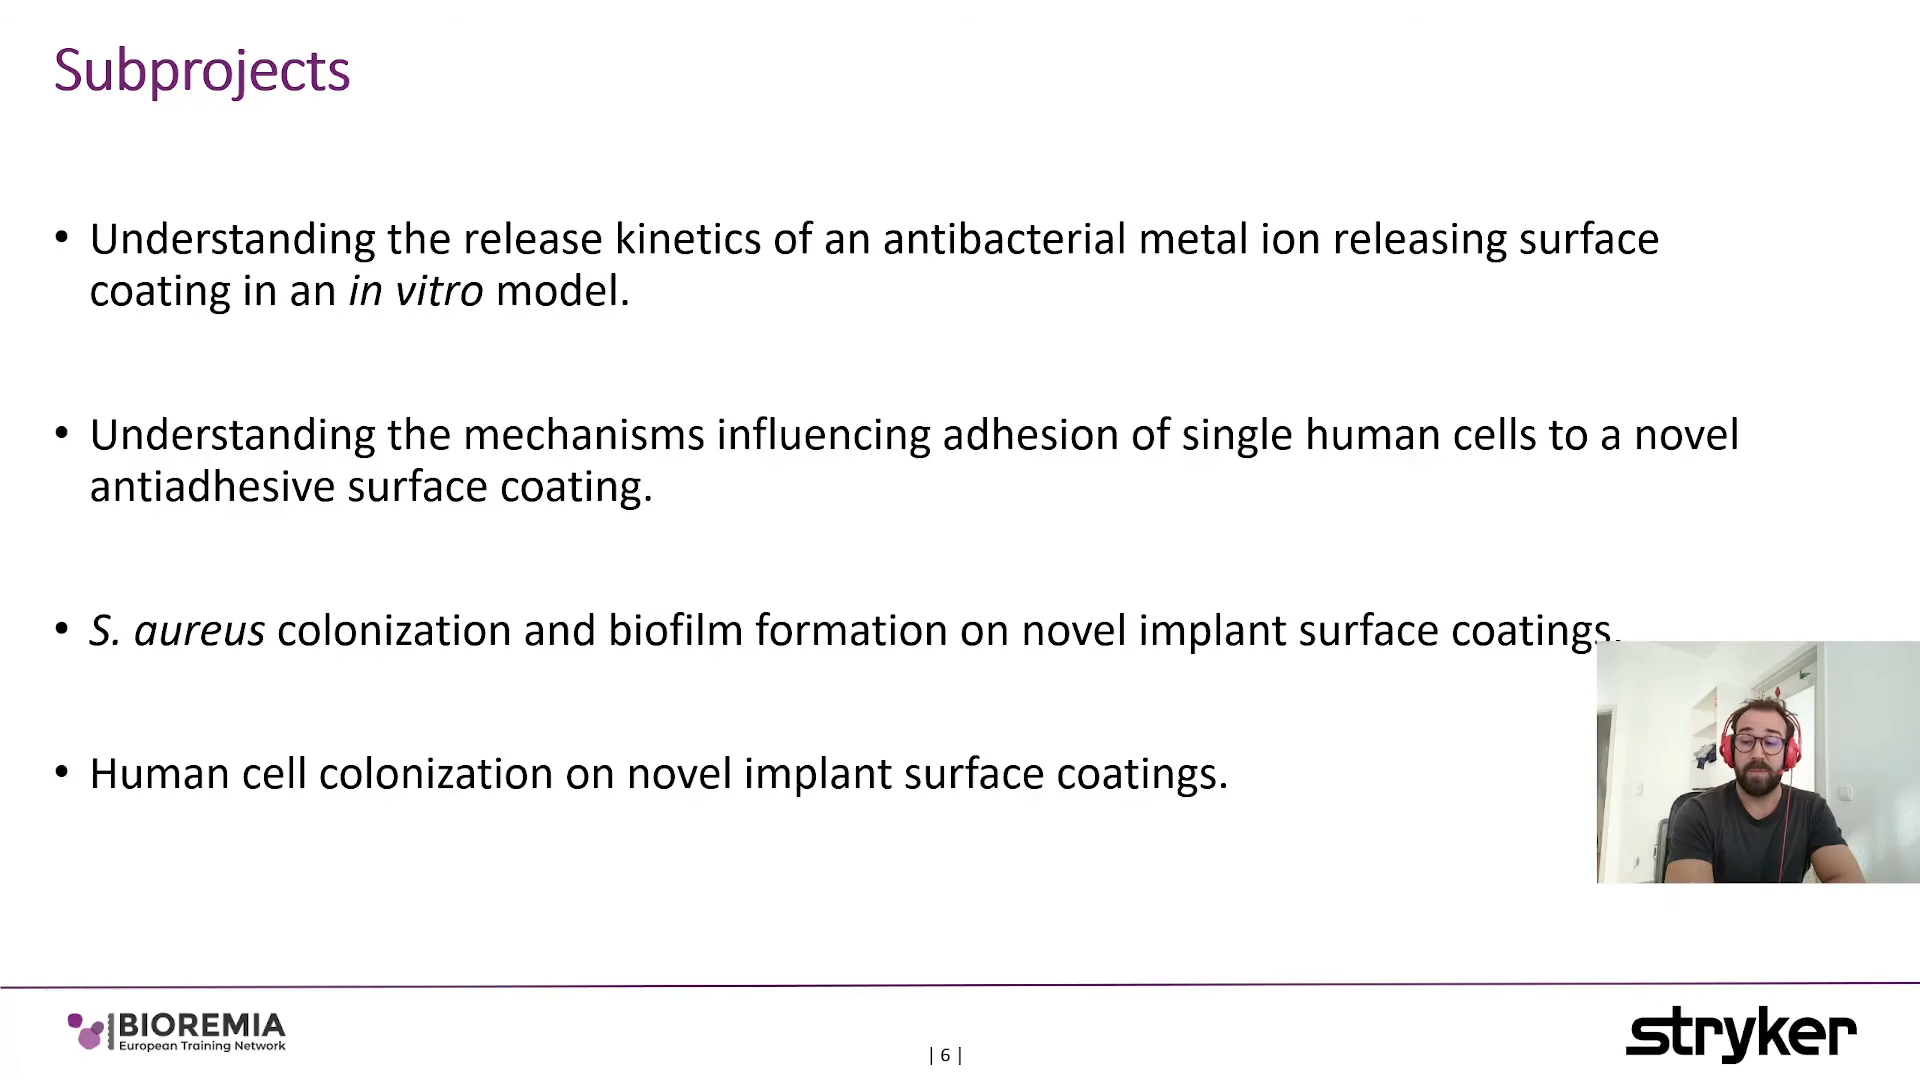 Subprojects
• Understanding the release kinetics of an antibacterial metal ion releasing surface
coating in an in vitro model.
• Understanding the mechanisms influencing adhesion of single human cells to a novel
antiadhesive surface coating.
• S. aureus colonization and biofilm formation on novel implant surface coatings.
• Human cell colonization on novel implant surface coatings.
BIOREMIA
European Training Network
| 6 |
stryker